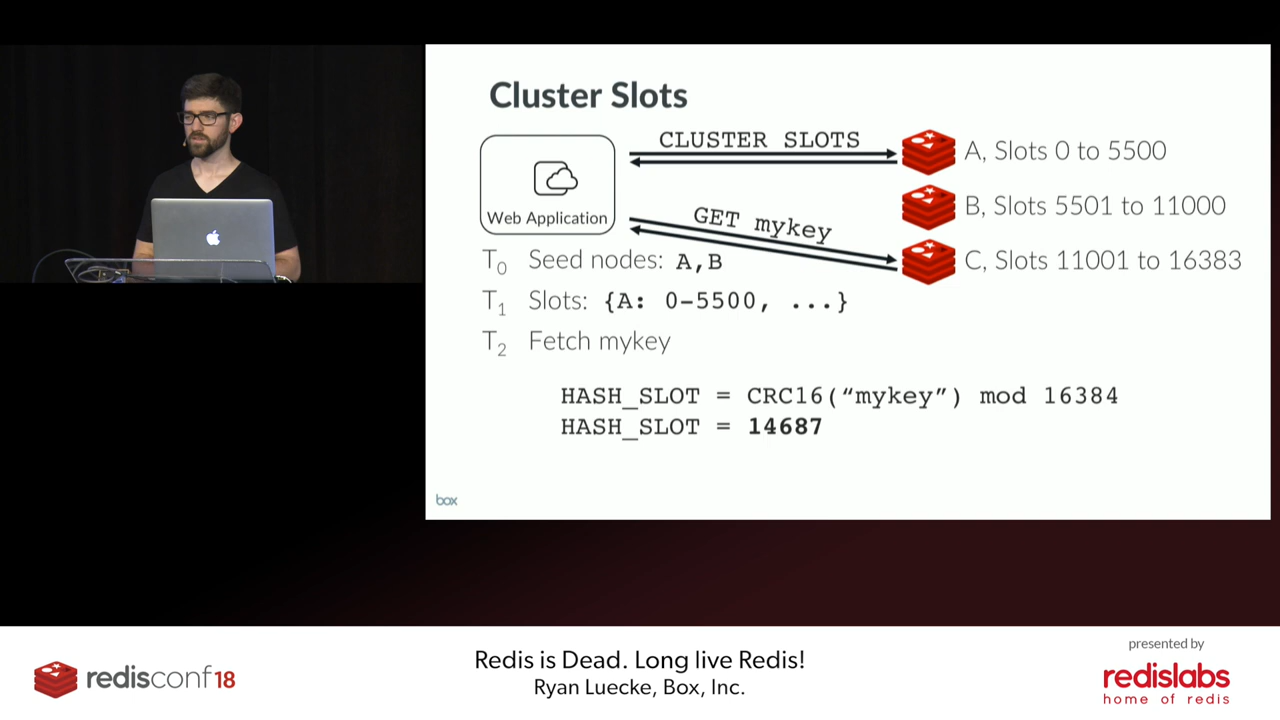 Cluster Slots
CLUSTER SLOTS
A, Slots 0 to 5500
B, Slots 5501 to 11000
C, Slots 11001 to 16383
GET mykey
Web Application
T0 Seed nodes: A,B
T1 Slots: {A: 0-5500, ...}
T2 Fetch mykey
HASH_SLOT = CRC16(“mykey”) mod 16384
HASH_SLOT = 14687
box
redisconf18
Redis is Dead. Long live Redis!
Ryan Luecke, Box, Inc.
presented by
redislabs
home of redis